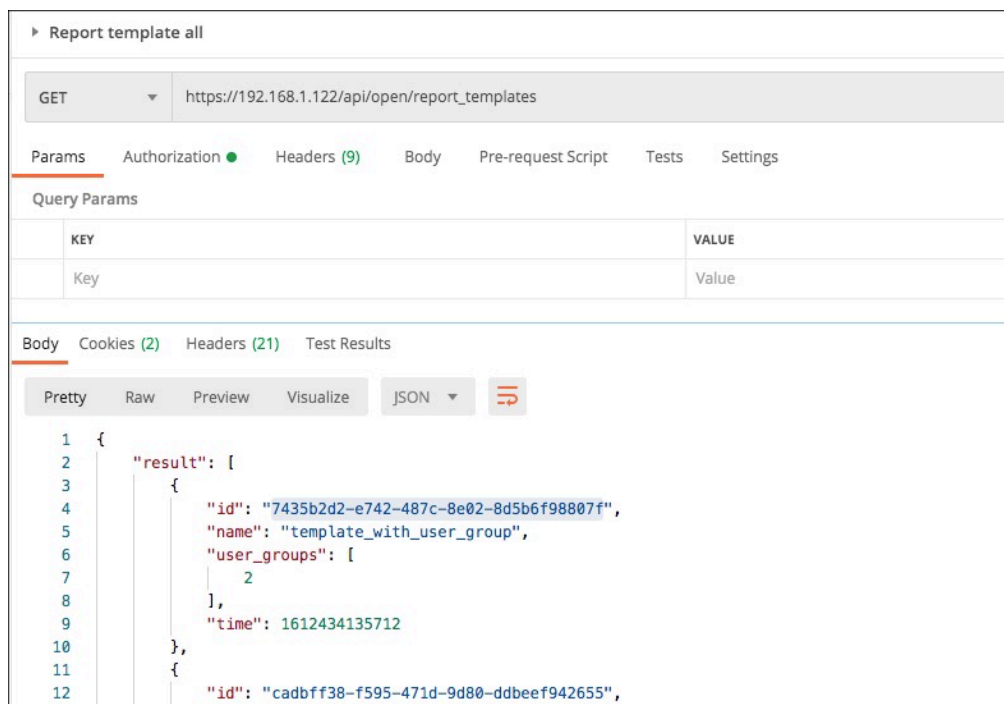 Report template all
GET https://192.168.1.122/api/open/report_templates
Params Authorization Headers (9) Body Pre-request Script Tests Settings
Query Params
KEY VALUE
Key Value
Body Cookies (2) Headers (21) Test Results
Pretty Raw Preview Visualize JSON
1 {
2 "result": [
3 {
4 "id": "7435b2d2-e742-487c-8e02-8d5b6f98807f",
5 "name": "template_with_user_group",
6 "user_groups": [
7 2
8 ],
9 "time": 1612434135712
10 },
11 {
12 "id": "cadbff38-f595-471d-9d80-ddbeef942655",